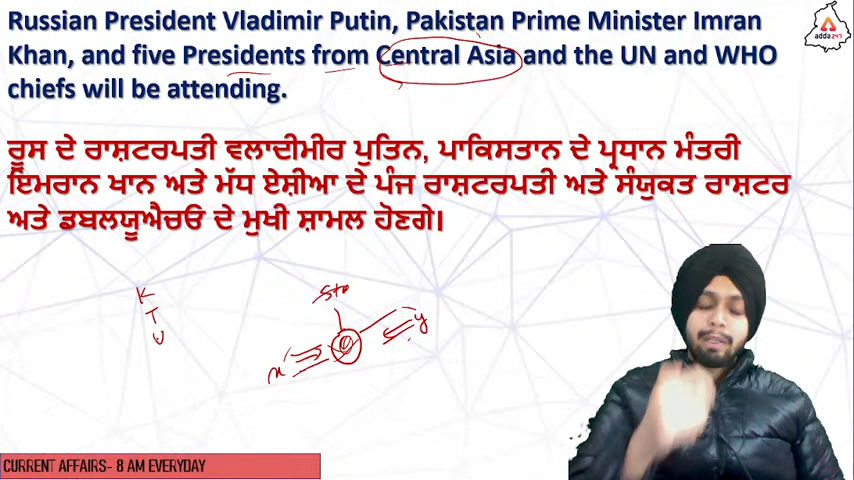 Russian President Vladimir Putin, Pakistan Prime Minister Imran
Khan, and five Presidents from Central Asia and the UN and WHO
chiefs will be attending.
adda247
ਰੂਸ ਦੇ ਰਾਸ਼ਟਰਪਤੀ ਵਲਾਦੀਮੀਰ ਪੁਤਿਨ, ਪਾਕਿਸਤਾਨ ਦੇ ਪ੍ਰਧਾਨ ਮੰਤਰੀ
ਇਮਰਾਨ ਖਾਨ ਅਤੇ ਮੱਧ ਏਸ਼ੀਆ ਦੇ ਪੰਜ ਰਾਸ਼ਟਰਪਤੀ ਅਤੇ ਸੰਯੁਕਤ ਰਾਸ਼ਟਰ
ਅਤੇ ਡਬਲਯੂਐਚਓ ਦੇ ਮੁਖੀ ਸ਼ਾਮਲ ਹੋਣਗੇ।
K
T
U
x
y
CURRENT AFFAIRS- 8 AM EVERYDAY